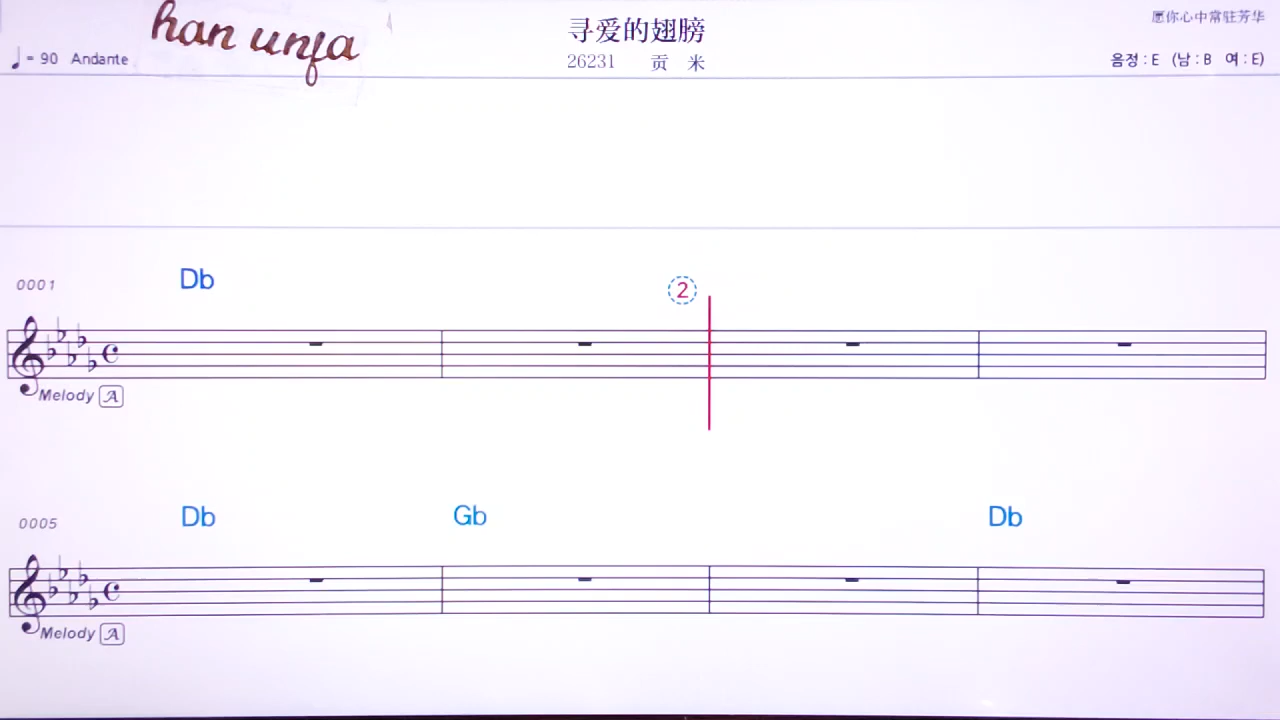 han unfa
寻爱的翅膀
愿你心中常驻芳华
♩= 90 Andante
26231 贡 米
음정 : E (남 : B 여 : E)
0001 Db
②
Melody A
0005 Db Gb Db
Melody A